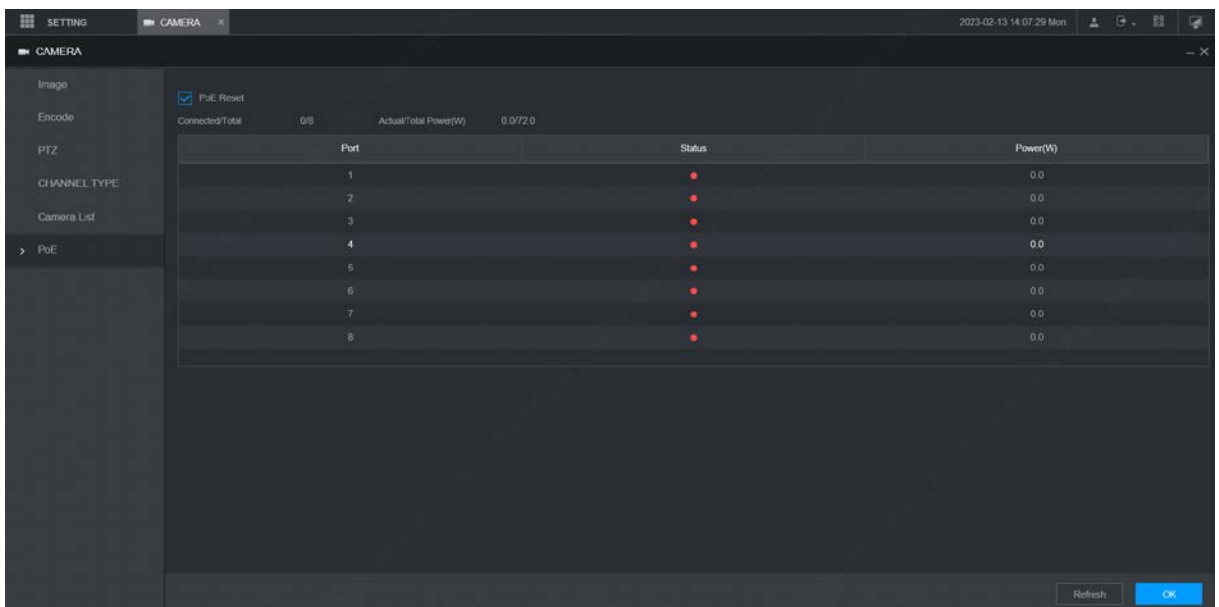 SETTING CAMERA × 2023-02-13 14:07:29 Mon
CAMERA
Image
Encode
PTZ
CHANNEL TYPE
Camera List
PoE
PoE Reset
Connected/Total 0/8 Actual/Total Power(W) 0.0/72.0
Port Status Power(W)
1 0.0
2 0.0
3 0.0
4 0.0
5 0.0
6 0.0
7 0.0
8 0.0
Refresh OK